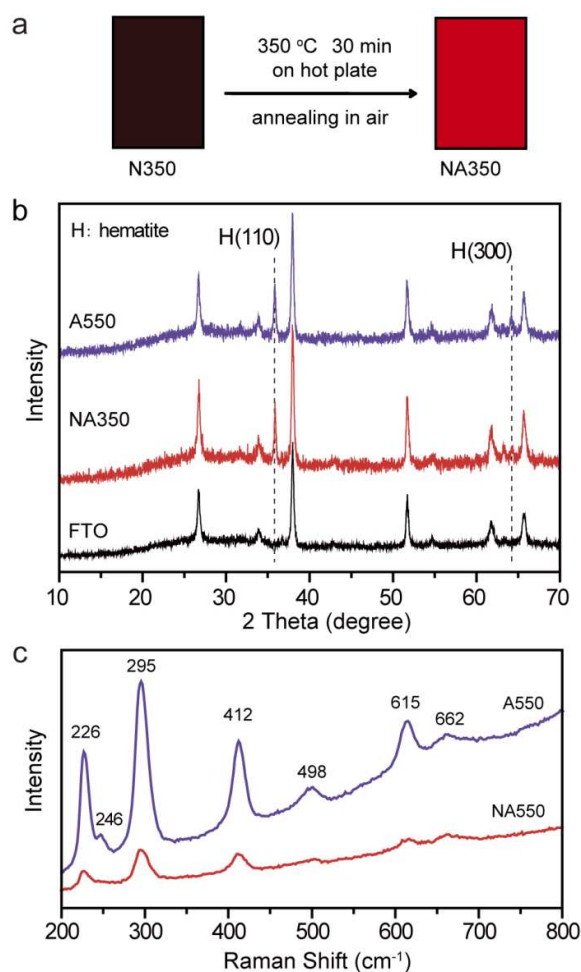 a
350 °C 30 min
on hot plate
annealing in air
N350
NA350
b
H: hematite
H(110)
H(300)
A550
NA350
FTO
Intensity
10 20 30 40 50 60 70
2 Theta (degree)
c
295
226
246
412
498
615
662
A550
NA550
Intensity
200 300 400 500 600 700 800
Raman Shift (cm-1)